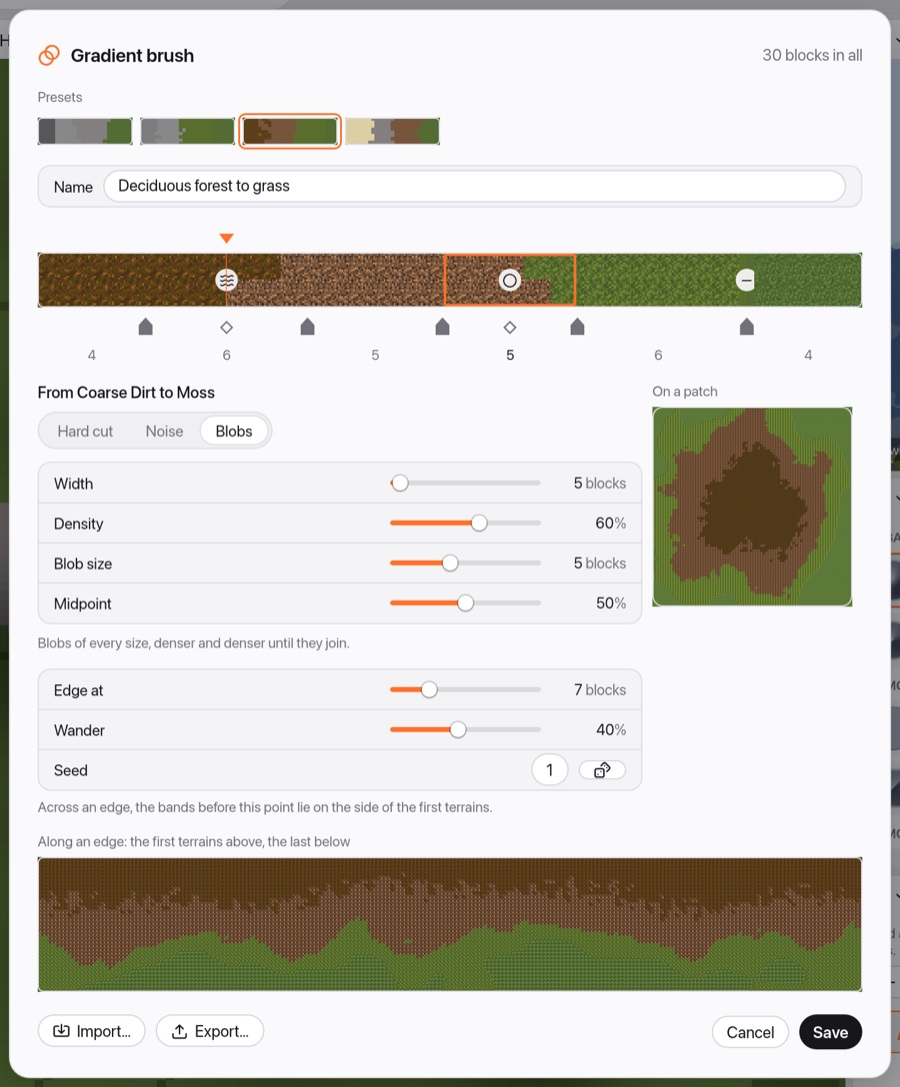 Gradient brush 30 blocks in all
Presets
Name Deciduous forest to grass
4 6 5 5 6 4
From Coarse Dirt to Moss
On a patch
Hard cut Noise Blobs
Width 5 blocks
Density 60%
Blob size 5 blocks
Midpoint 50%
Blobs of every size, denser and denser until they join.
Edge at 7 blocks
Wander 40%
Seed 1
Across an edge, the bands before this point lie on the side of the first terrains.
Along an edge: the first terrains above, the last below
Import... Export... Cancel Save